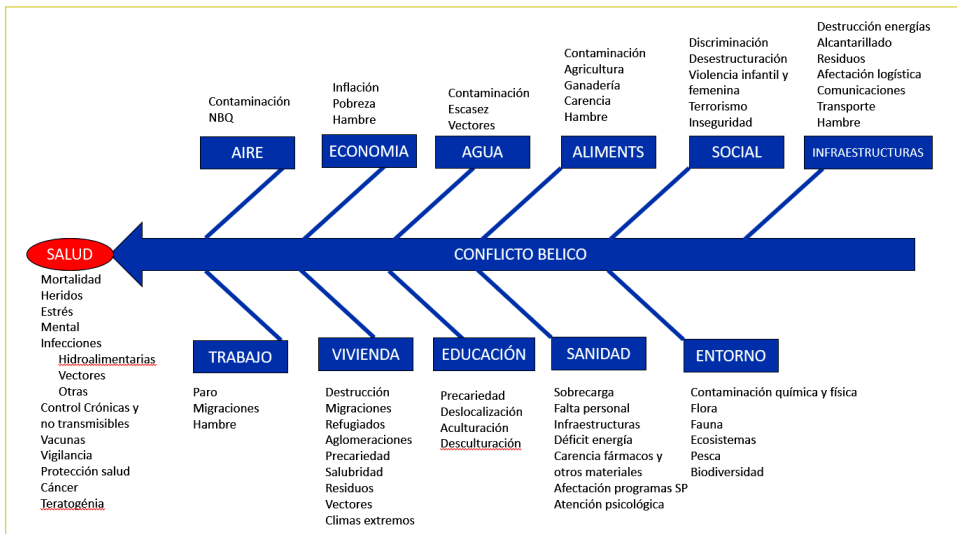 Contaminación
NBQ
AIRE
Inflación
Pobreza
Hambre
ECONOMIA
Contaminación
Escasez
Vectores
AGUA
Contaminación
Agricultura
Ganadería
Carencia
Hambre
ALIMENTS
Discriminación
Desestructuración
Violencia infantil y
femenina
Terrorismo
Inseguridad
SOCIAL
Destrucción energías
Alcantarillado
Residuos
Afectación logística
Comunicaciones
Transporte
Hambre
INFRAESTRUCTURAS
SALUD
CONFLICTO BELICO
Mortalidad
Heridos
Estrés
Mental
Infecciones
Hidroalimentarias
Vectores
Otras
Control Crónicas y
no transmisibles
Vacunas
Vigilancia
Protección salud
Cáncer
Teratogénia
TRABAJO
Paro
Migraciones
Hambre
VIVIENDA
Destrucción
Migraciones
Refugiados
Aglomeraciones
Precariedad
Salubridad
Residuos
Vectores
Climas extremos
EDUCACIÓN
Precariedad
Deslocalización
Aculturación
Desculturación
SANIDAD
Sobrecarga
Falta personal
Infraestructuras
Déficit energía
Carencia fármacos y
otros materiales
Afectación programas SP
Atención psicológica
ENTORNO
Contaminación química y física
Flora
Fauna
Ecosistemas
Pesca
Biodiversidad